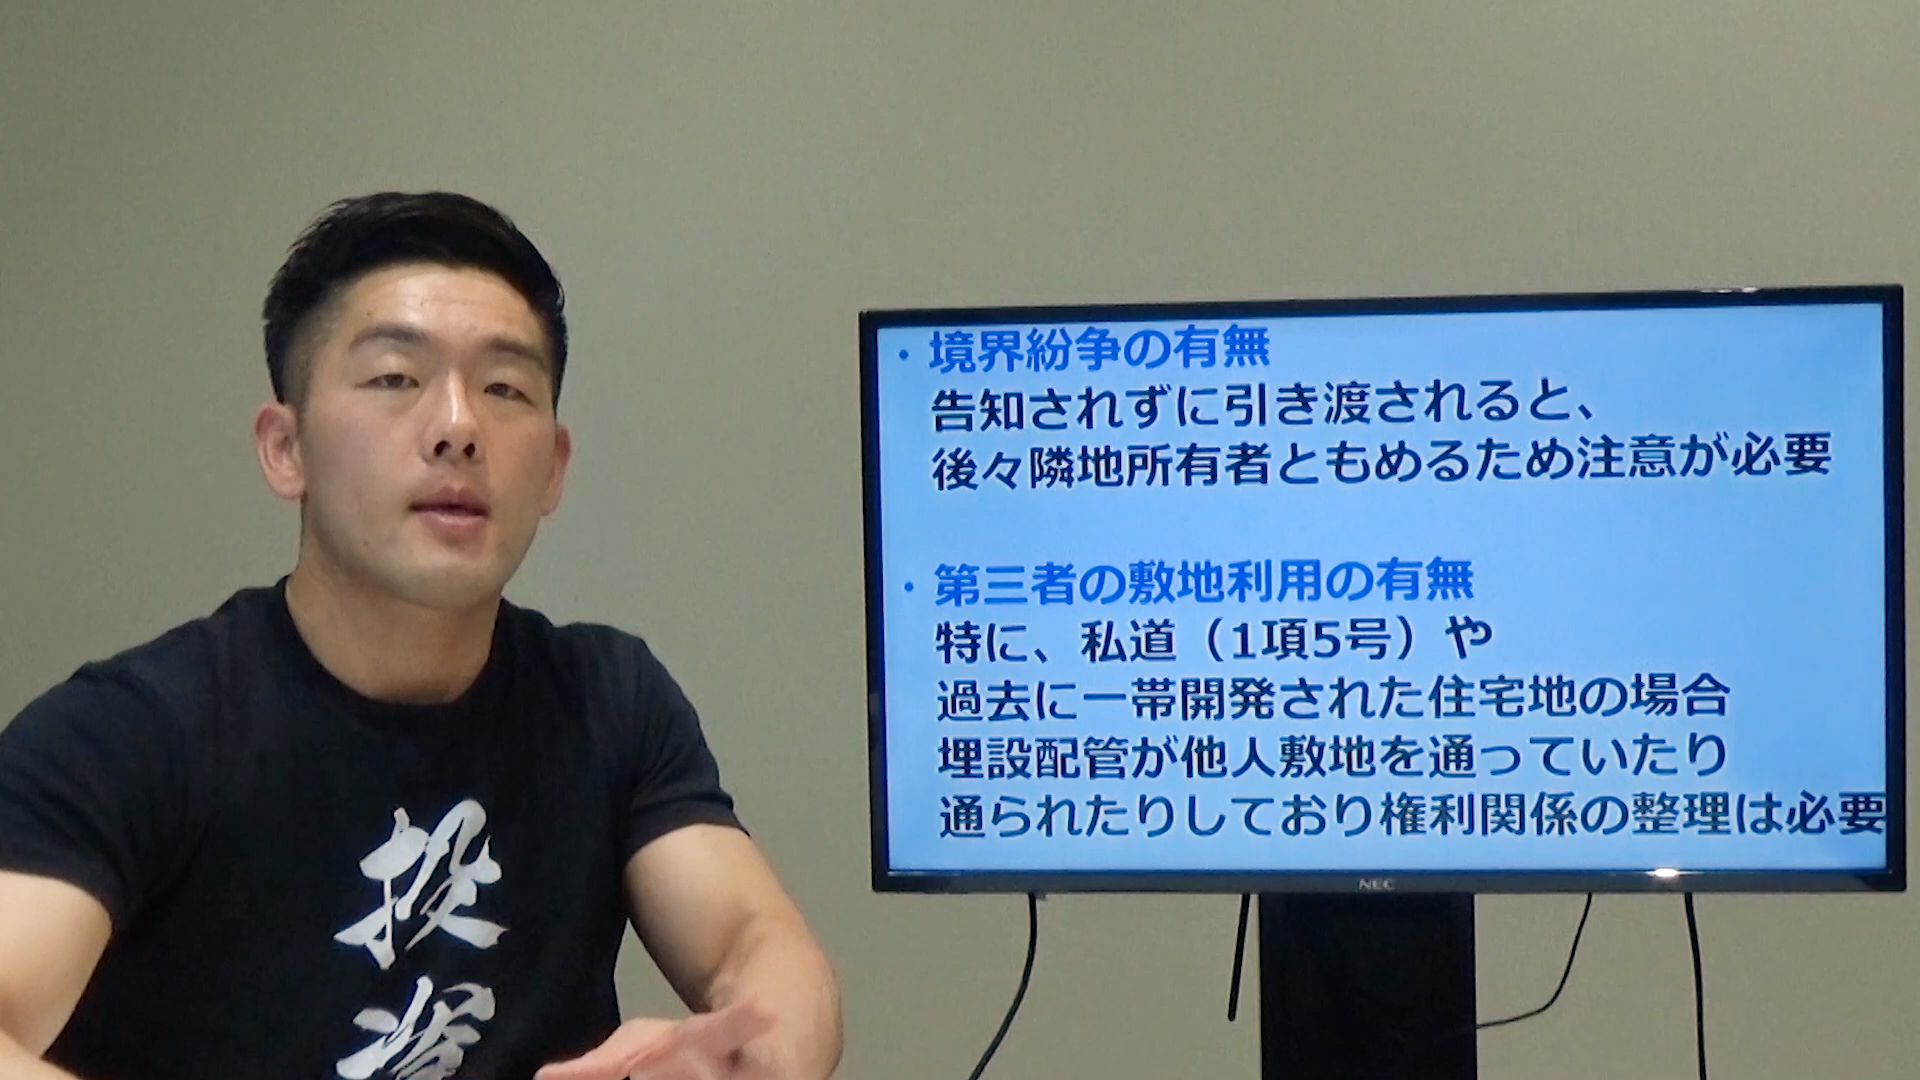 ・境界紛争の有無
告知されずに引き渡されると、
後々隣地所有者ともめるため注意が必要
・第三者の敷地利用の有無
特に、私道（1項5号）や
過去に一帯開発された住宅地の場合
埋設配管が他人敷地を通っていたり
通られたりしており権利関係の整理は必要
NEC
投
資